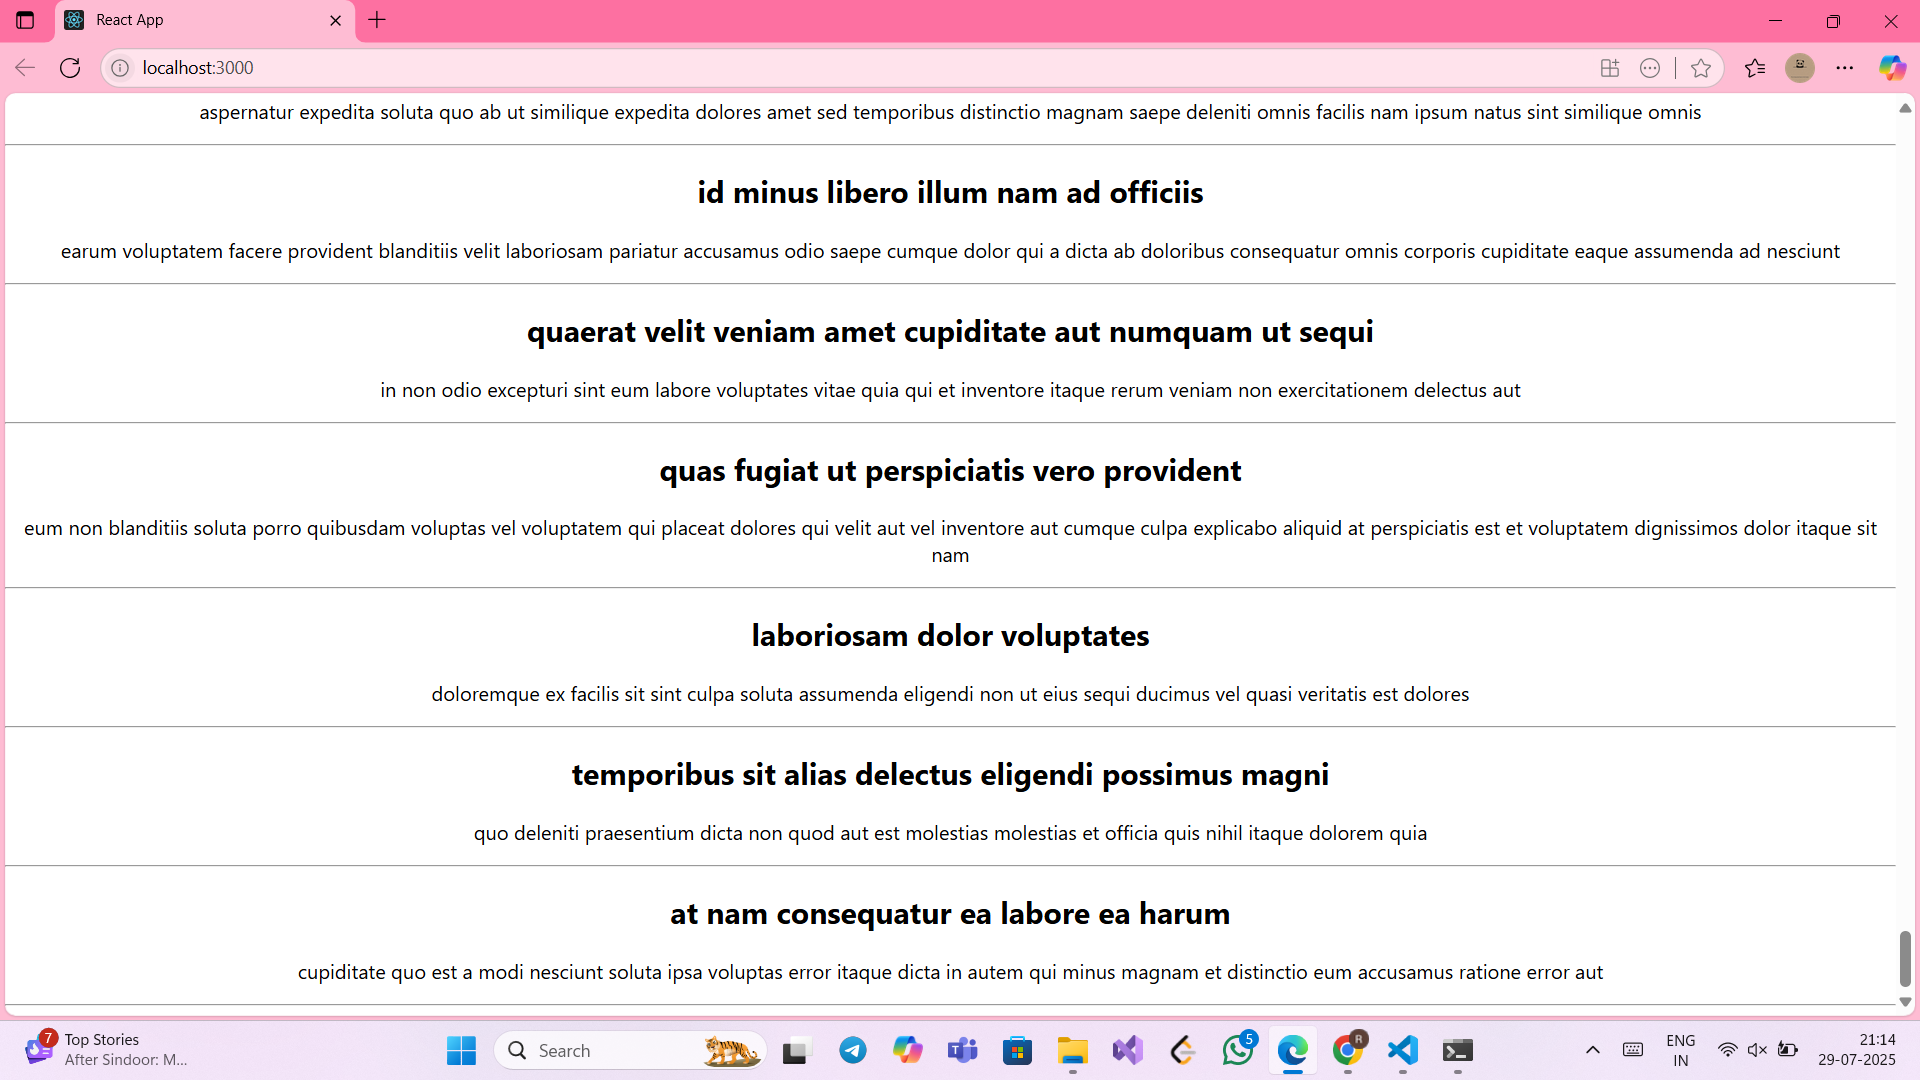 React App
localhost:3000
aspernatur expedita soluta quo ab ut similique expedita dolores amet sed temporibus distinctio magnam saepe deleniti omnis facilis nam ipsum natus sint similique omnis
id minus libero illum nam ad officiis
earum voluptatem facere provident blanditiis velit laboriosam pariatur accusamus odio saepe cumque dolor qui a dicta ab doloribus consequatur omnis corporis cupiditate eaque assumenda ad nesciunt
quaerat velit veniam amet cupiditate aut numquam ut sequi
in non odio excepturi sint eum labore voluptates vitae quia qui et inventore itaque rerum veniam non exercitationem delectus aut
quas fugiat ut perspiciatis vero provident
eum non blanditiis soluta porro quibusdam voluptas vel voluptatem qui placeat dolores qui velit aut vel inventore aut cumque culpa explicabo aliquid at perspiciatis est et voluptatem dignissimos dolor itaque sit
nam
laboriosam dolor voluptates
doloremque ex facilis sit sint culpa soluta assumenda eligendi non ut eius sequi ducimus vel quasi veritatis est dolores
temporibus sit alias delectus eligendi possimus magni
quo deleniti praesentium dicta non quod aut est molestias molestias et officia quis nihil itaque dolorem quia
at nam consequatur ea labore ea harum
cupiditate quo est a modi nesciunt soluta ipsa voluptas error itaque dicta in autem qui minus magnam et distinctio eum accusamus ratione error aut
7
Top Stories
After Sindoor: M...
Search
5
R
ENG
IN
21:14
29-07-2025